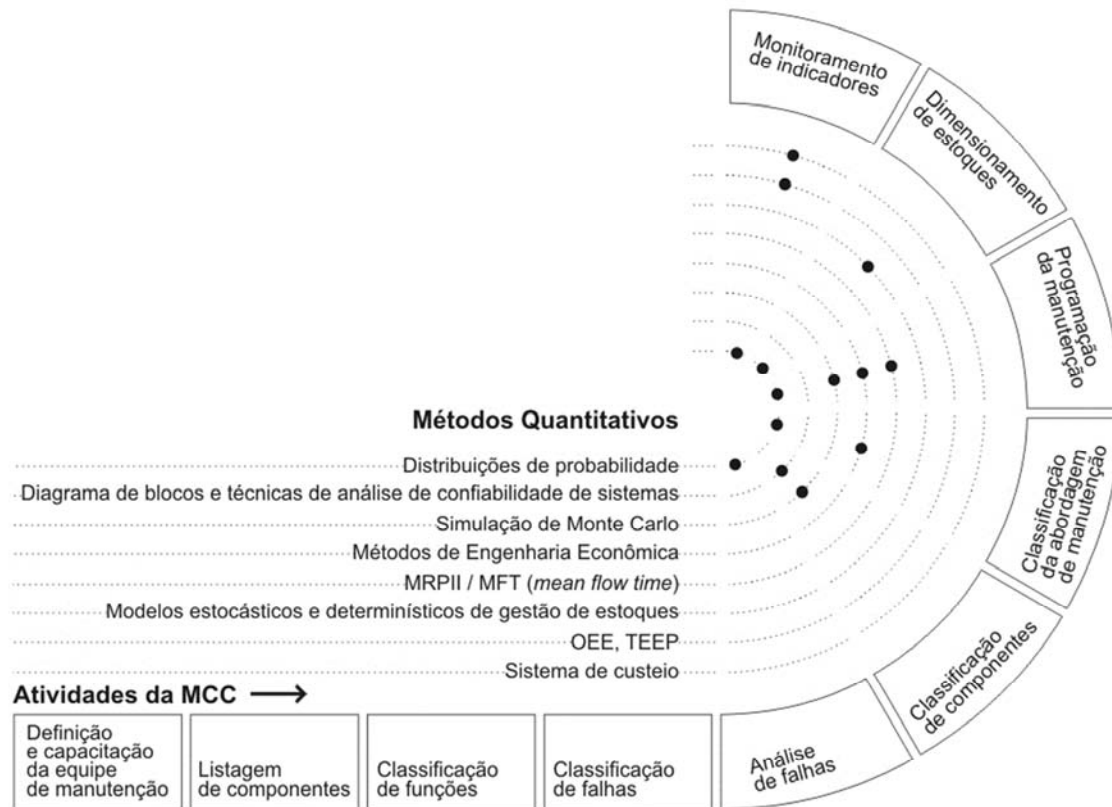 Monitoramento
de indicadores
Dimensionamento
de estoques
Programação
da manutenção
Classificação
da abordagem
de manutenção
Classificação
de componentes
Análise
de falhas
Métodos Quantitativos
Distribuições de probabilidade
Diagrama de blocos e técnicas de análise de confiabilidade de sistemas
Simulação de Monte Carlo
Métodos de Engenharia Econômica
MRPII / MFT (mean flow time)
Modelos estocásticos e determinísticos de gestão de estoques
OEE, TEEP
Sistema de custeio
Atividades da MCC
Definição
e capacitação
da equipe
de manutenção
Listagem
de componentes
Classificação
de funções
Classificação
de falhas